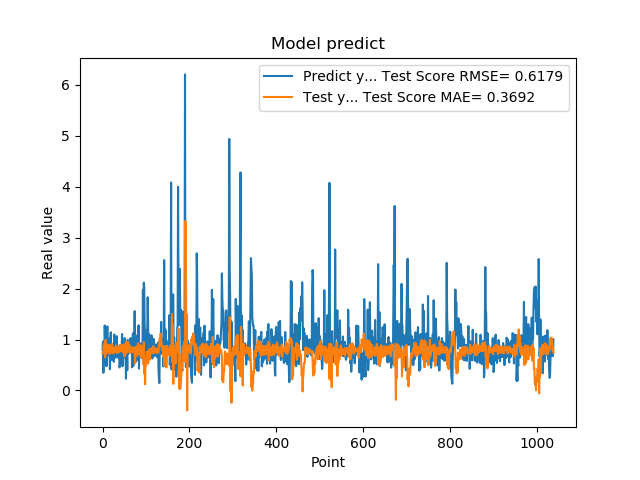 Model predict
Predict y... Test Score RMSE= 0.6179
Test y... Test Score MAE= 0.3692
6
5
4
3
2
1
0
Real value
0 200 400 600 800 1000
Point